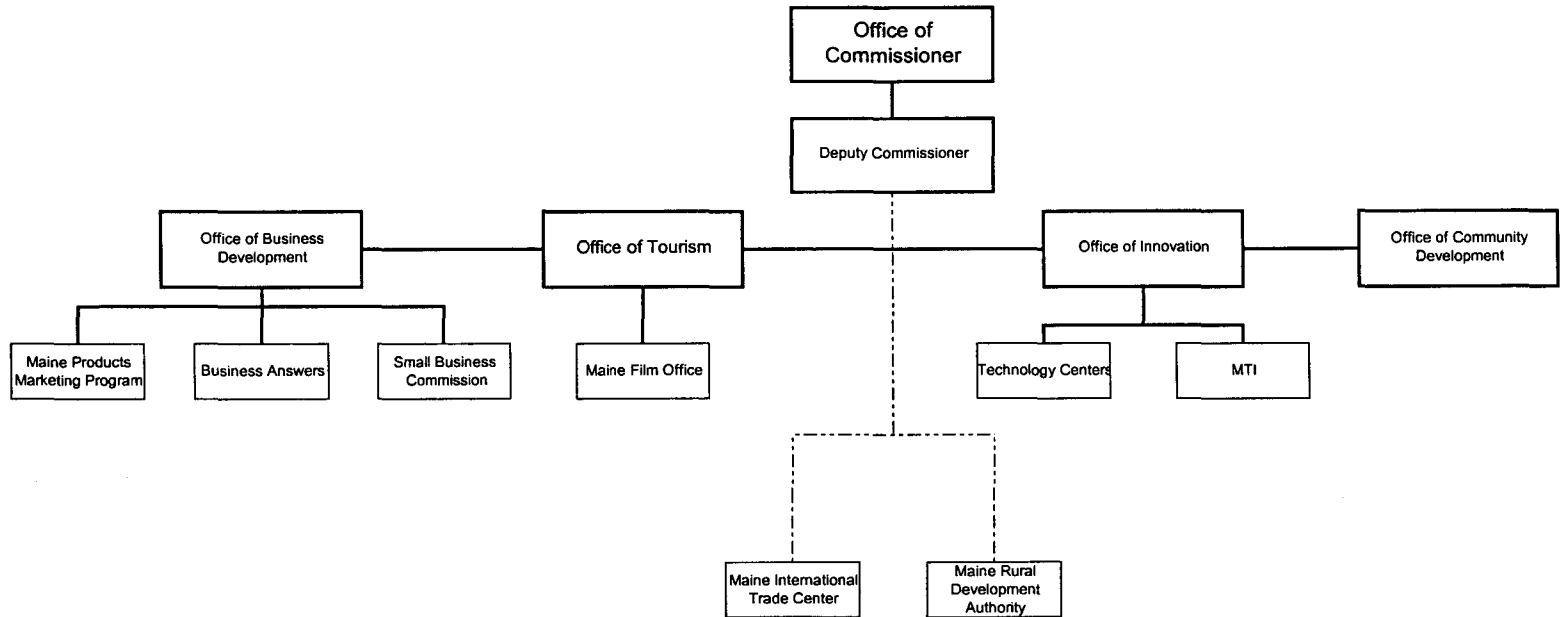 Office of
Commissioner
Deputy Commissioner
Office of Business
Development
Office of Tourism
Office of Innovation
Office of Community
Development
Maine Products
Marketing Program
Business Answers
Small Business
Commission
Maine Film Office
Technology Centers
MTI
Maine International
Trade Center
Maine Rural
Development
Authority